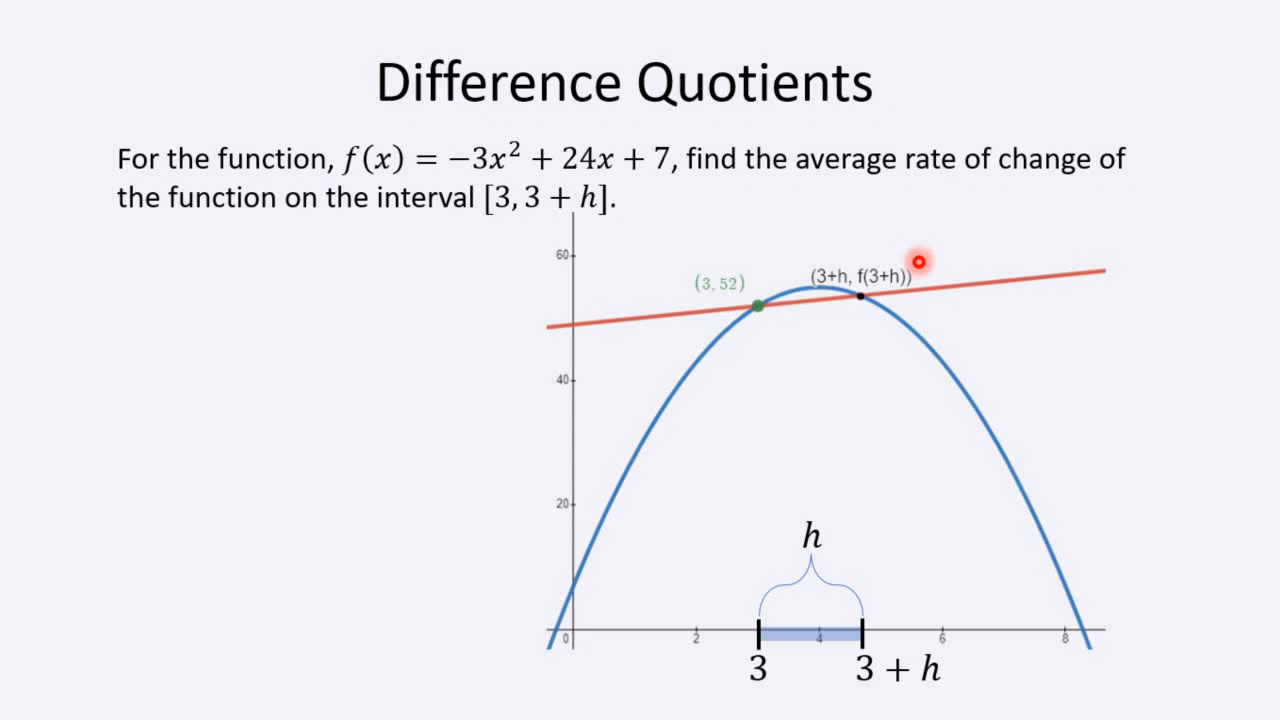 Difference Quotients
For the function, f(x) = −3x² + 24x + 7, find the average rate of change of
the function on the interval [3, 3 + h].
60
(3, 52)
(3+h, f(3+h))
40
20
h
0 2 4 6 8
3 3 + h